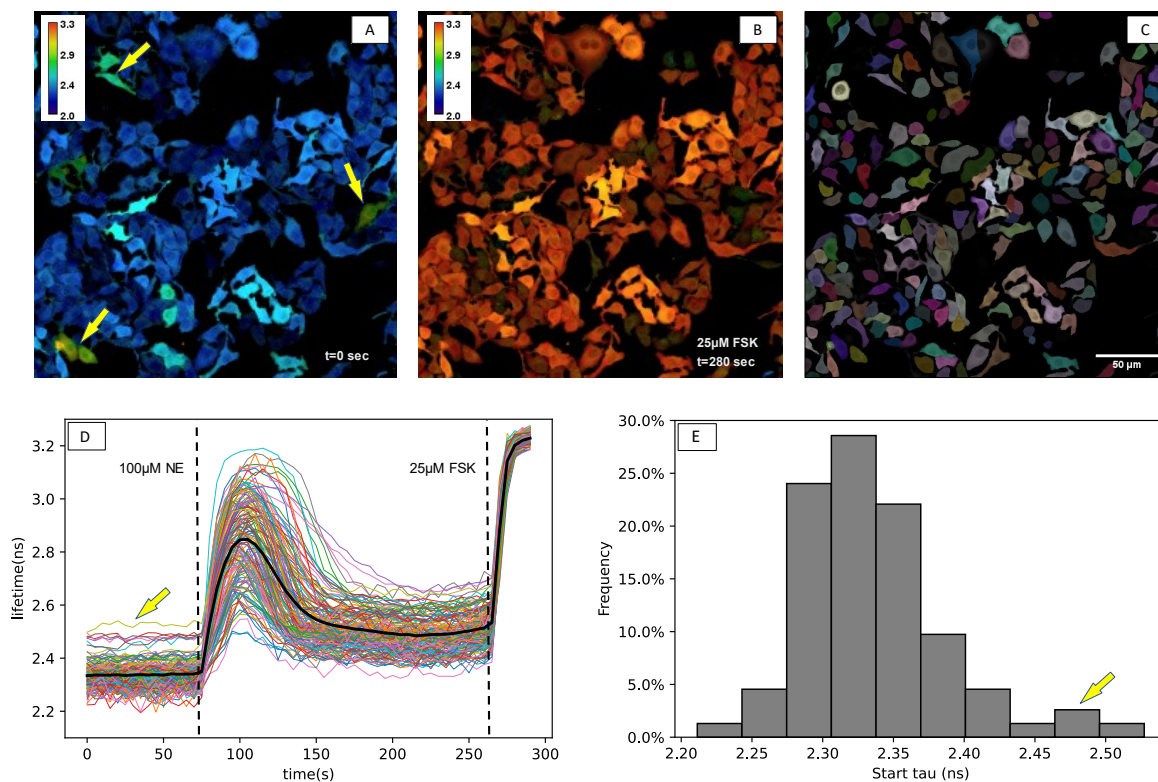 3.3
2.9
2.4
2.0
A
t=0 sec
3.3
2.9
2.4
2.0
B
25µM FSK
t=280 sec
C
50 µm
D
100µM NE
25µM FSK
3.2
3.0
2.8
2.6
2.4
2.2
lifetime(ns)
0 50 100 150 200 250 300
time(s)
E
30.0%
25.0%
20.0%
15.0%
10.0%
5.0%
0.0%
Frequency
2.20 2.25 2.30 2.35 2.40 2.45 2.50
Start tau (ns)